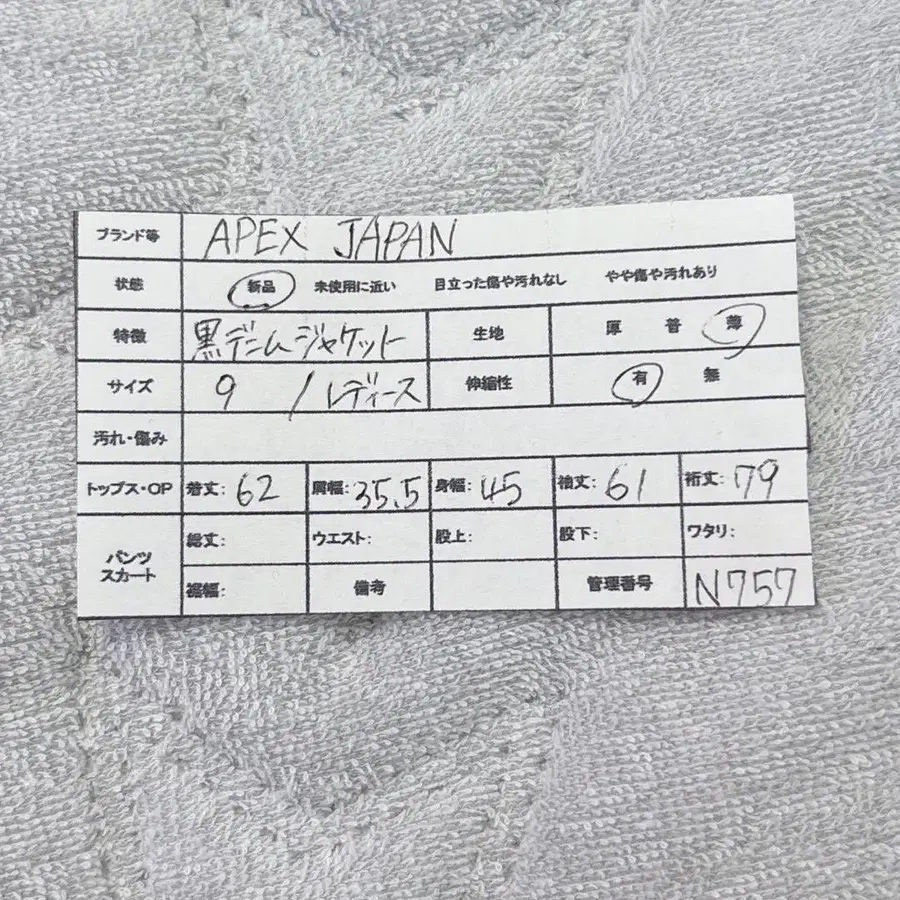 ブランド等 APEX JAPAN
状態 新品 未使用に近い 目立った傷や汚れなし やや傷や汚れあり
特徴 黒デニムジャケット 生地 厚 普 薄
サイズ 9 / レディース 伸縮性 有 無
汚れ・傷み
トップス・OP 着丈: 62 肩幅: 35.5 身幅: 45 袖丈: 61 裄丈: 79
パンツ スカート 総丈: ウエスト: 股上: 股下: ワタリ:
裾幅: 備考 管理番号 N757